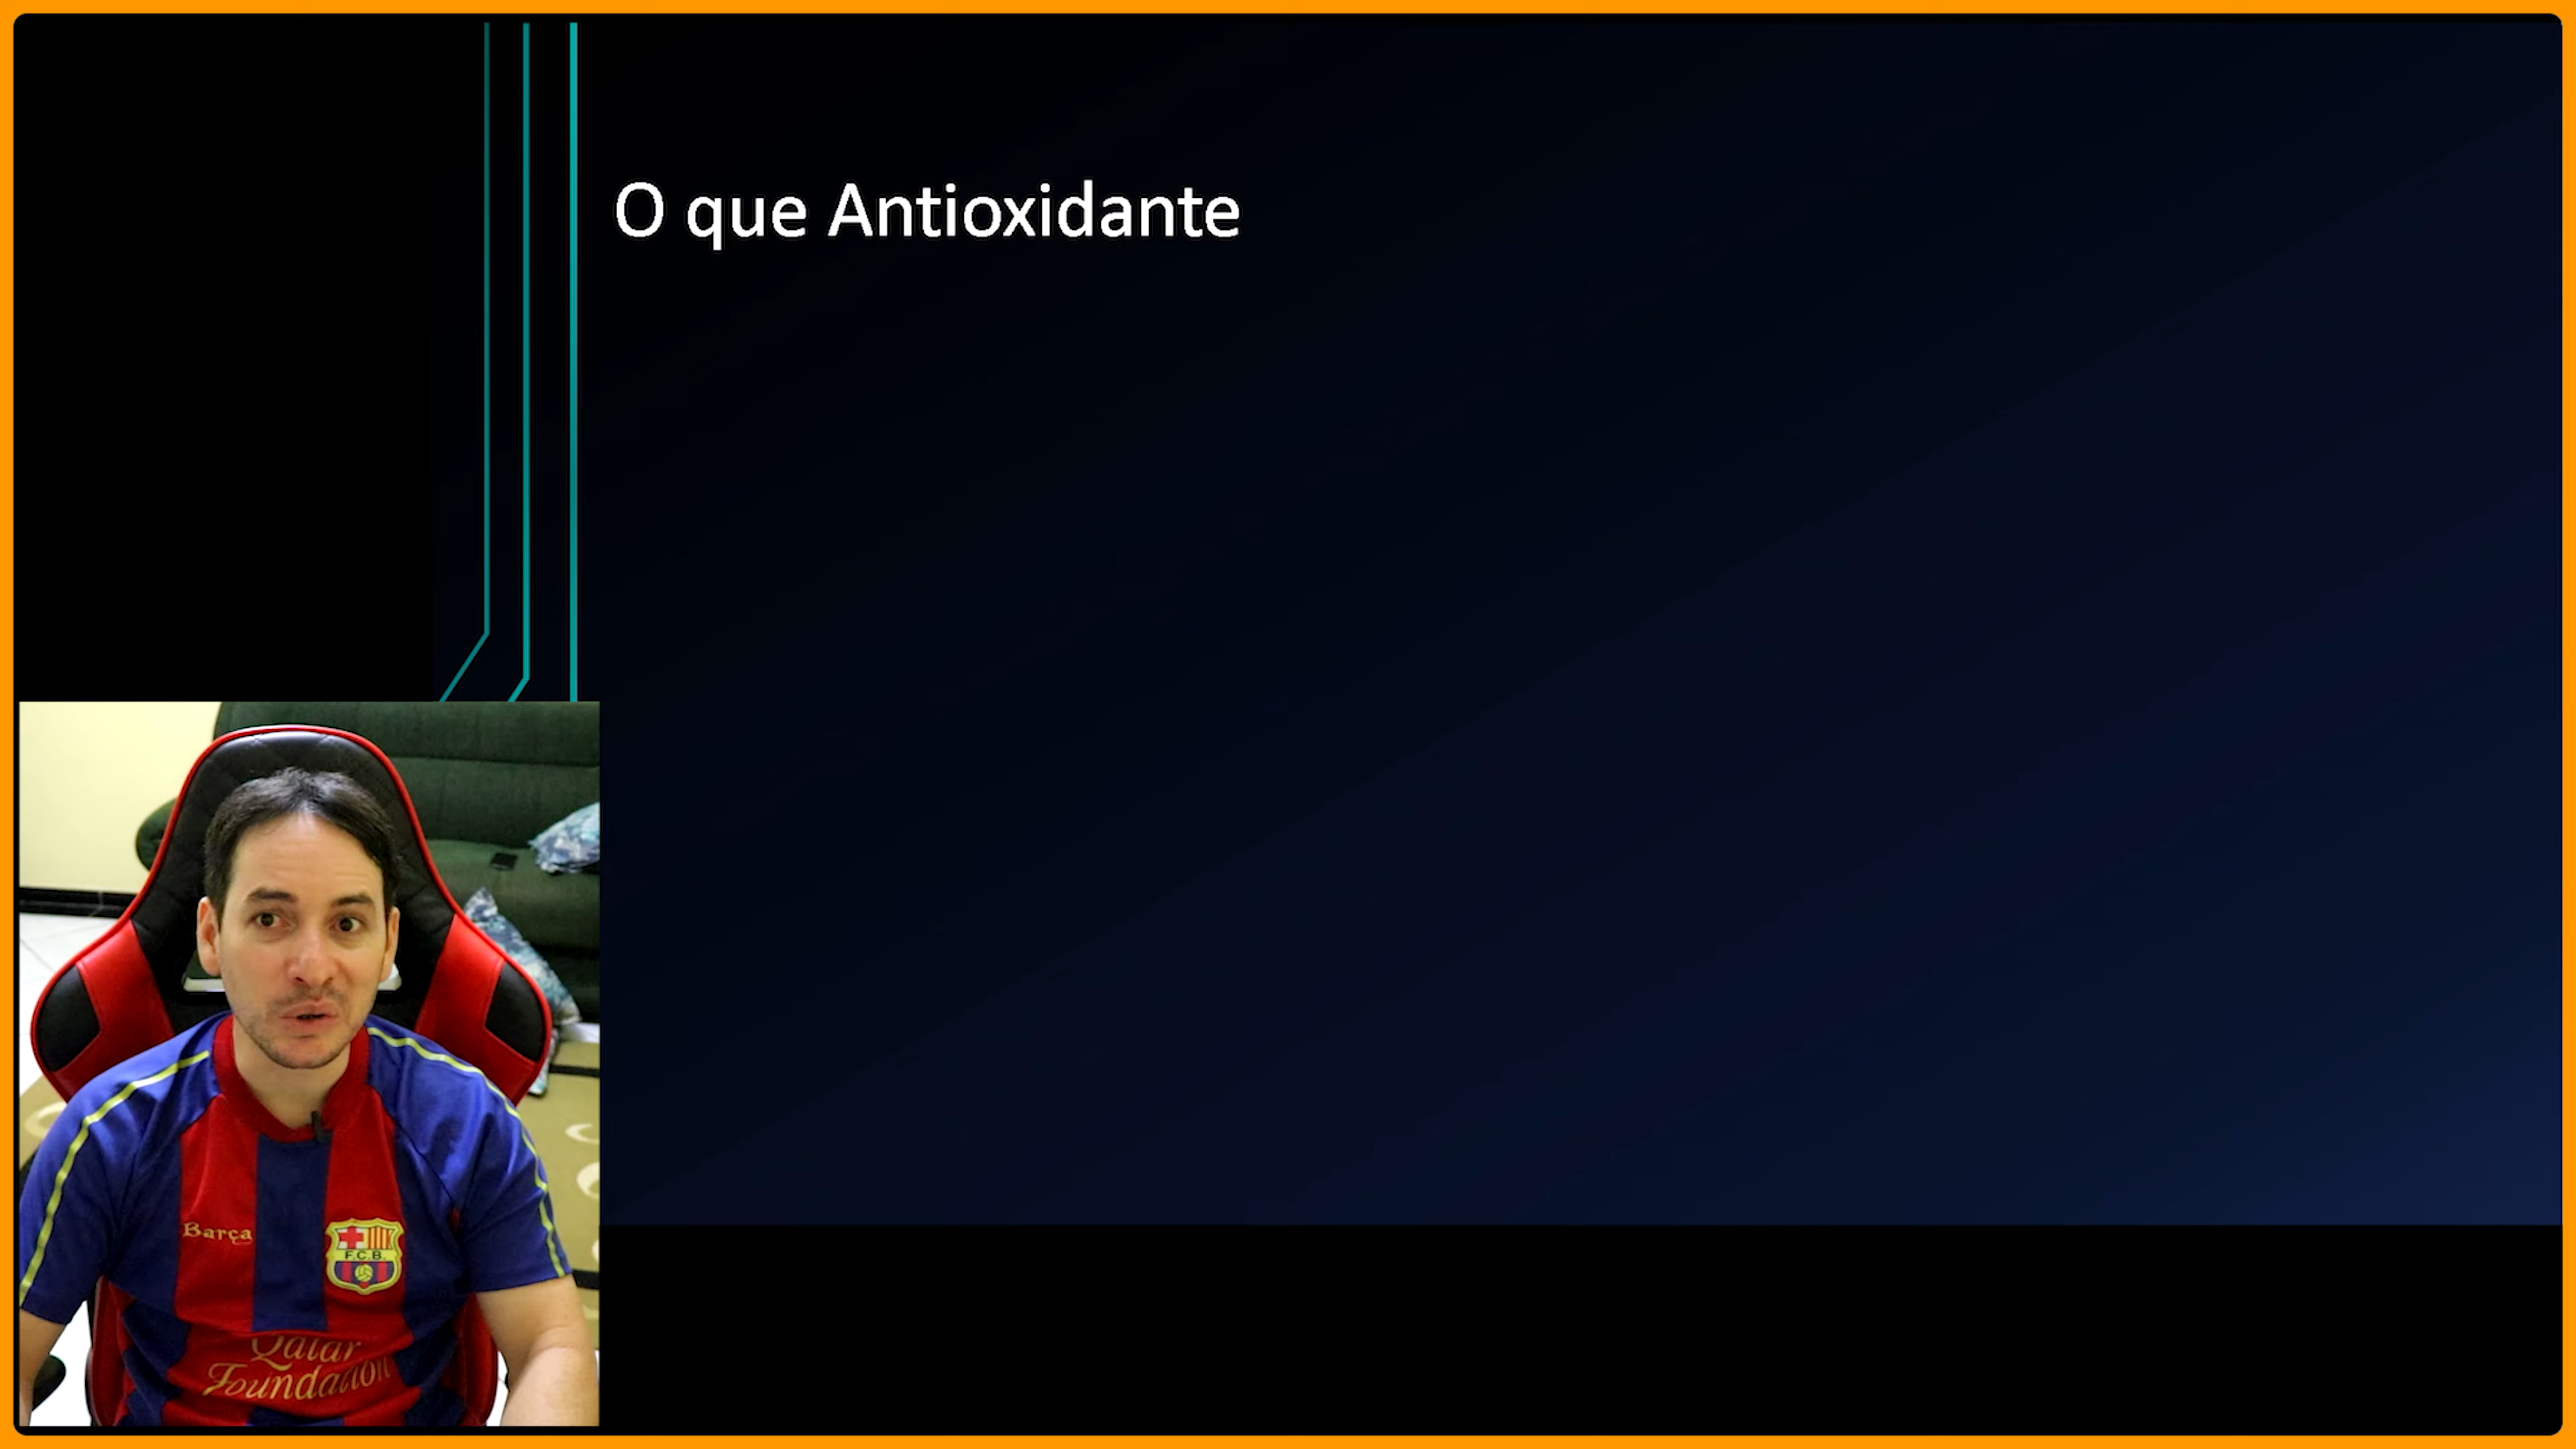 O que Antioxidante
Barça
F.C.B.
Qatar
Foundation